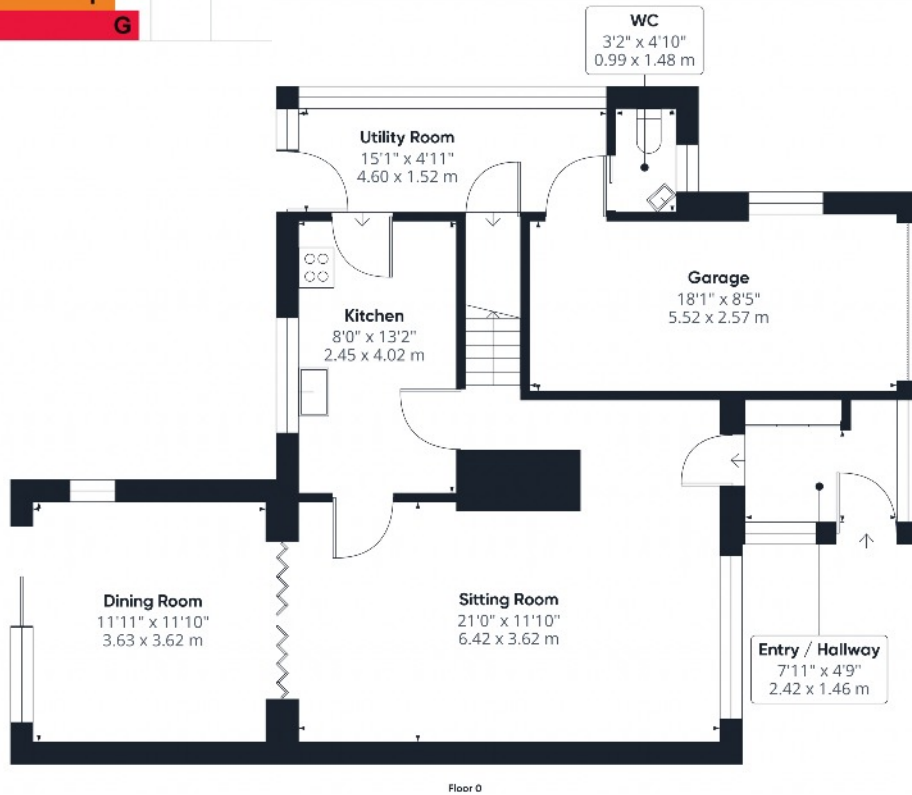 G
WC
3'2" x 4'10"
0.99 x 1.48 m
Utility Room
15'1" x 4'11"
4.60 x 1.52 m
Garage
18'1" x 8'5"
5.52 x 2.57 m
Kitchen
8'0" x 13'2"
2.45 x 4.02 m
Dining Room
11'11" x 11'10"
3.63 x 3.62 m
Sitting Room
21'0" x 11'10"
6.42 x 3.62 m
Entry / Hallway
7'11" x 4'9"
2.42 x 1.46 m
Floor 0